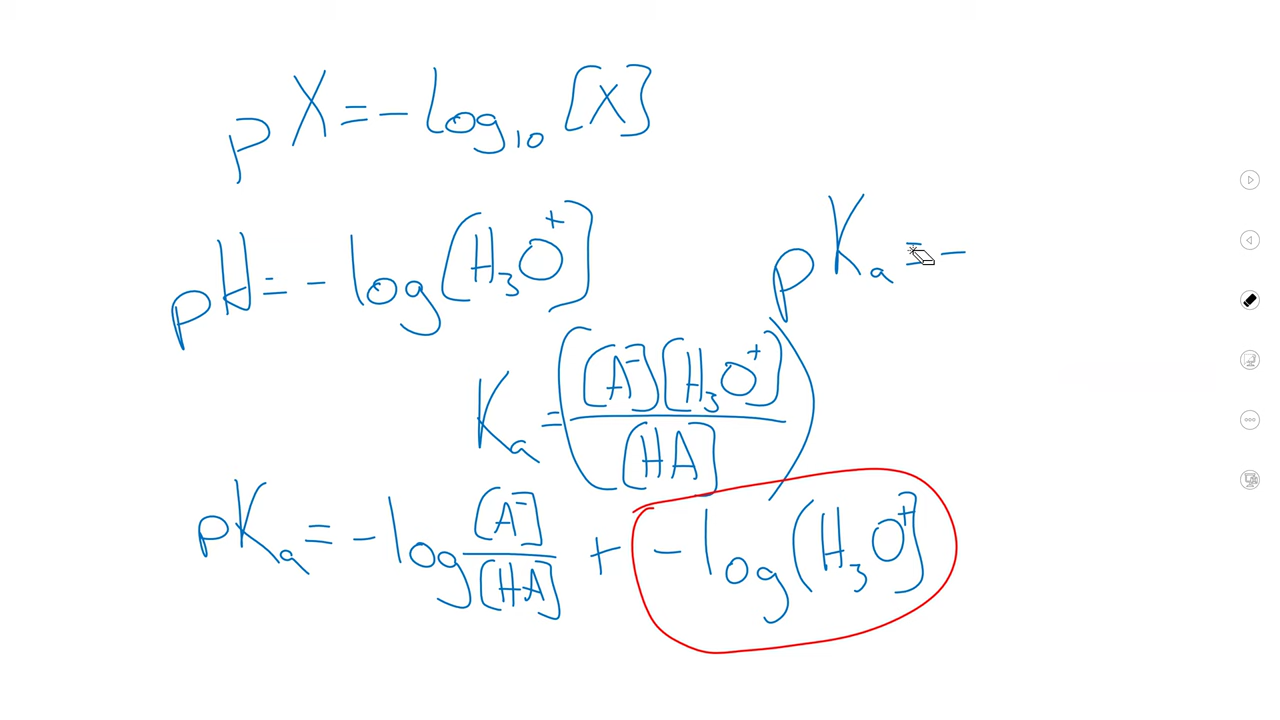 pX = -log₁₀ [X]
pH = -log [H₃O⁺]
pKₐ = -
Kₐ = ([A⁻][H₃O⁺] / [HA])
pKₐ = -log [A⁻] / [HA] + -log [H₃O⁺]